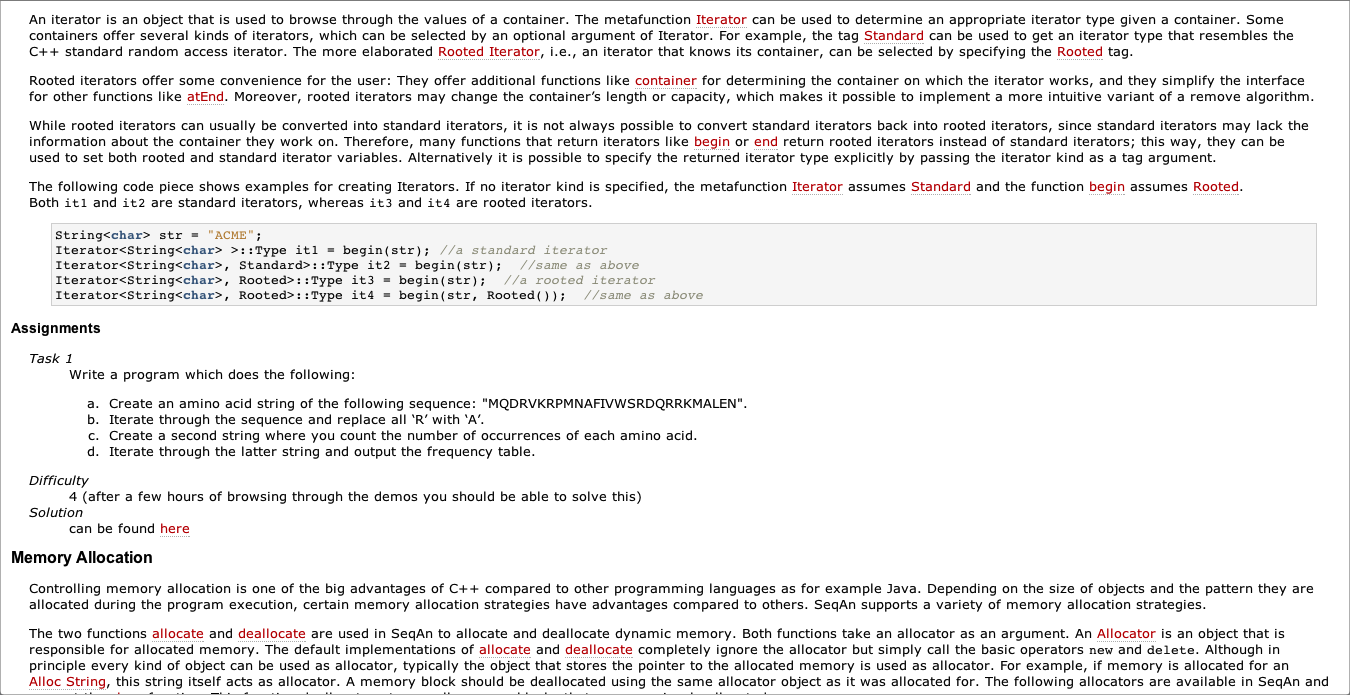 An iterator is an object that is used to browse through the values of a container. The metafunction Iterator can be used to determine an appropriate iterator type given a container. Some
containers offer several kinds of iterators, which can be selected by an optional argument of Iterator. For example, the tag Standard can be used to get an iterator type that resembles the
C++ standard random access iterator. The more elaborated Rooted Iterator, i.e., an iterator that knows its container, can be selected by specifying the Rooted tag.
Rooted iterators offer some convenience for the user: They offer additional functions like container for determining the container on which the iterator works, and they simplify the interface
for other functions like atEnd. Moreover, rooted iterators may change the container’s length or capacity, which makes it possible to implement a more intuitive variant of a remove algorithm.
While rooted iterators can usually be converted into standard iterators, it is not always possible to convert standard iterators back into rooted iterators, since standard iterators may lack the
information about the container they work on. Therefore, many functions that return iterators like begin or end return rooted iterators instead of standard iterators; this way, they can be
used to set both rooted and standard iterator variables. Alternatively it is possible to specify the returned iterator type explicitly by passing the iterator kind as a tag argument.
The following code piece shows examples for creating Iterators. If no iterator kind is specified, the metafunction Iterator assumes Standard and the function begin assumes Rooted.
Both it1 and it2 are standard iterators, whereas it3 and it4 are rooted iterators.
String<char> str = "ACME";
Iterator<String<char> >::Type it1 = begin(str); //a standard iterator
Iterator<String<char>, Standard>::Type it2 = begin(str);  //same as above
Iterator<String<char>, Rooted>::Type it3 = begin(str);  //a rooted iterator
Iterator<String<char>, Rooted>::Type it4 = begin(str, Rooted());  //same as above
Assignments
Task 1
Write a program which does the following:
a. Create an amino acid string of the following sequence: "MQDRVKRPMNAFIVWSRDQRRKMALEN".
b. Iterate through the sequence and replace all ‘R’ with ‘A’.
c. Create a second string where you count the number of occurrences of each amino acid.
d. Iterate through the latter string and output the frequency table.
Difficulty
4 (after a few hours of browsing through the demos you should be able to solve this)
Solution
can be found here
Memory Allocation
Controlling memory allocation is one of the big advantages of C++ compared to other programming languages as for example Java. Depending on the size of objects and the pattern they are
allocated during the program execution, certain memory allocation strategies have advantages compared to others. SeqAn supports a variety of memory allocation strategies.
The two functions allocate and deallocate are used in SeqAn to allocate and deallocate dynamic memory. Both functions take an allocator as an argument. An Allocator is an object that is
responsible for allocated memory. The default implementations of allocate and deallocate completely ignore the allocator but simply call the basic operators new and delete. Although in
principle every kind of object can be used as allocator, typically the object that stores the pointer to the allocated memory is used as allocator. For example, if memory is allocated for an
Alloc String, this string itself acts as allocator. A memory block should be deallocated using the same allocator object as it was allocated for. The following allocators are available in SeqAn and